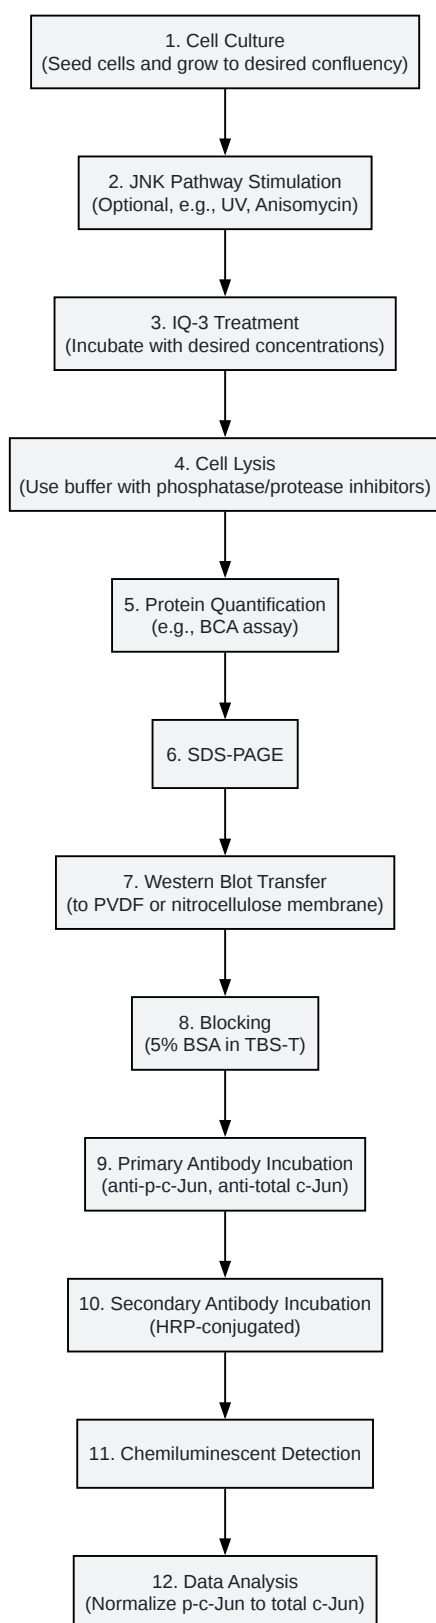 1. Cell Culture
(Seed cells and grow to desired confluency)
2. JNK Pathway Stimulation
(Optional, e.g., UV, Anisomycin)
3. IQ-3 Treatment
(Incubate with desired concentrations)
4. Cell Lysis
(Use buffer with phosphatase/protease inhibitors)
5. Protein Quantification
(e.g., BCA assay)
6. SDS-PAGE
7. Western Blot Transfer
(to PVDF or nitrocellulose membrane)
8. Blocking
(5% BSA in TBS-T)
9. Primary Antibody Incubation
(anti-p-c-Jun, anti-total c-Jun)
10. Secondary Antibody Incubation
(HRP-conjugated)
11. Chemiluminescent Detection
12. Data Analysis
(Normalize p-c-Jun to total c-Jun)